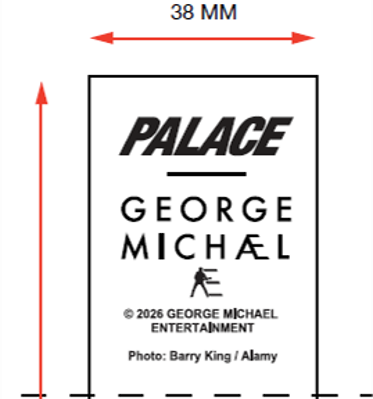 38 MM
PALACE
GEORGE
MICHÆL
© 2026 GEORGE MICHAEL
ENTERTAINMENT
Photo: Barry King / Alamy